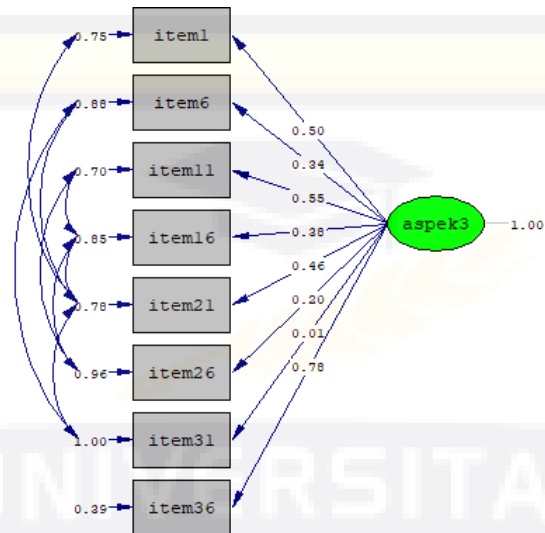 0.75 item1
0.88 item6
0.50
0.34
0.70 item11
0.55
0.85 item16
0.38
aspek3 1.00
0.78 item21
0.46
0.20
0.01
0.96 item26
0.78
1.00 item31
UNIVERSITA
0.39 item36